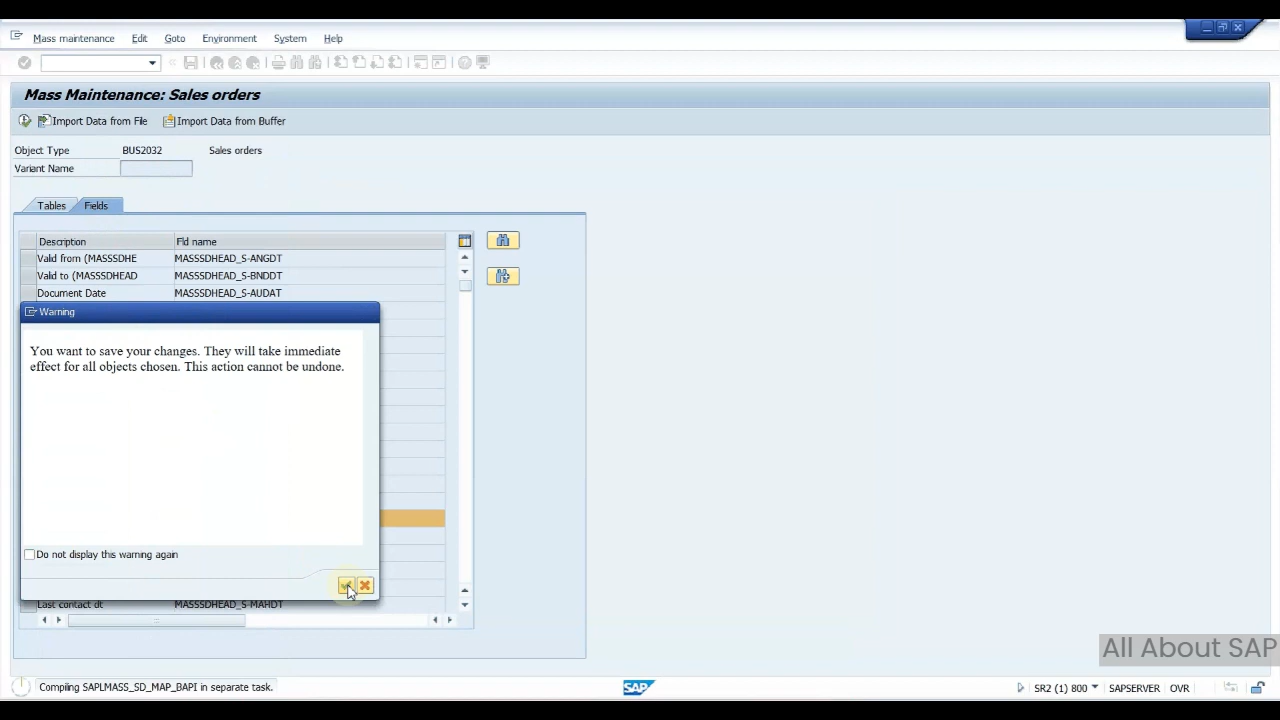 Mass maintenance Edit Goto Environment System Help
Mass Maintenance: Sales orders
Import Data from File Import Data from Buffer
Object Type BUS2032 Sales orders
Variant Name
Tables Fields
Description Fld name
Valid from (MASSSDHE MASSSDHEAD_S-ANGDT
Valid to (MASSSDHEAD MASSSDHEAD_S-BNDDT
Document Date MASSSDHEAD_S-AUDAT
Warning
You want to save your changes. They will take immediate
effect for all objects chosen. This action cannot be undone.
Do not display this warning again
Last contact dt MASSSDHEAD_S-MAHDT
All About SAP
Compiling SAPLMASS_SD_MAP_BAPI in separate task.
SAP
SR2 (1) 800 SAPSERVER OVR